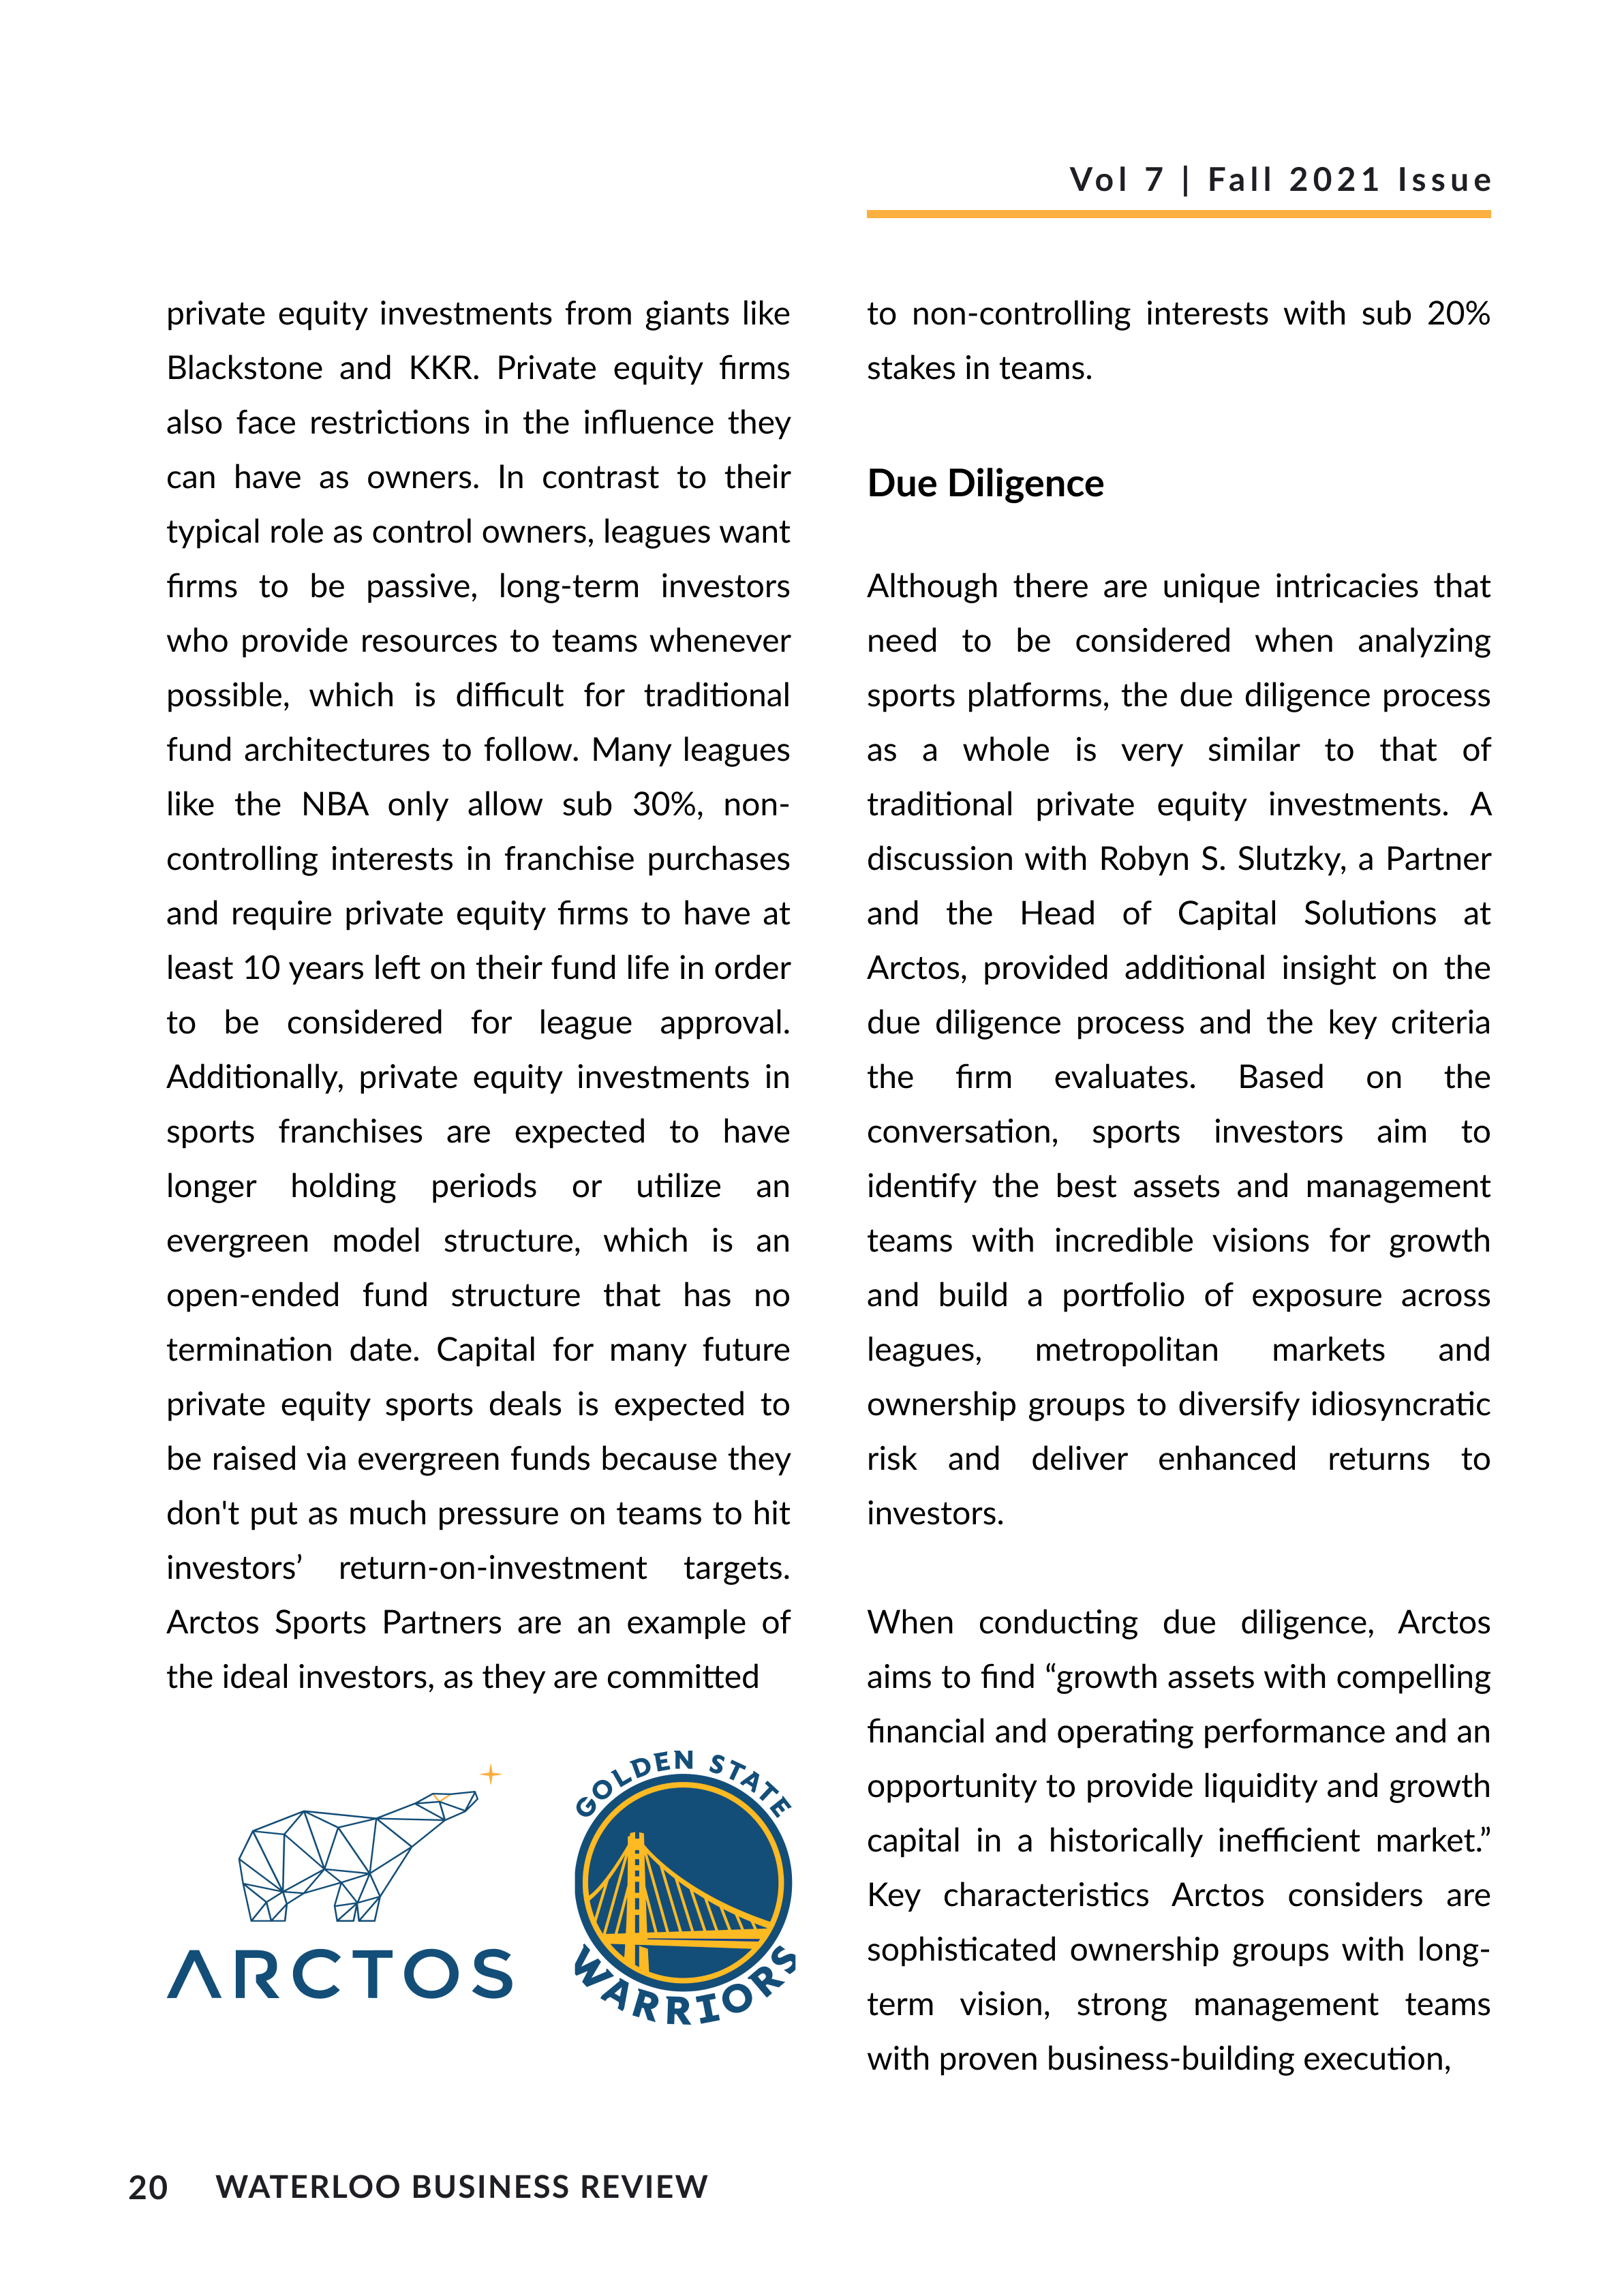 Vol 7 | Fall 2021 Issue
private equity investments from giants like
Blackstone and KKR. Private equity firms
also face restrictions in the influence they
can have as owners. In contrast to their
typical role as control owners, leagues want
firms to be passive, long-term investors
who provide resources to teams whenever
possible, which is difficult for traditional
fund architectures to follow. Many leagues
like the NBA only allow sub 30%, non-
controlling interests in franchise purchases
and require private equity firms to have at
least 10 years left on their fund life in order
to be considered for league approval.
Additionally, private equity investments in
sports franchises are expected to have
longer holding periods or utilize an
evergreen model structure, which is an
open-ended fund structure that has no
termination date. Capital for many future
private equity sports deals is expected to
be raised via evergreen funds because they
don't put as much pressure on teams to hit
investors’ return-on-investment targets.
Arctos Sports Partners are an example of
the ideal investors, as they are committed
ARCTOS
GOLDEN STATE
WARRIORS
to non-controlling interests with sub 20%
stakes in teams.
Due Diligence
Although there are unique intricacies that
need to be considered when analyzing
sports platforms, the due diligence process
as a whole is very similar to that of
traditional private equity investments. A
discussion with Robyn S. Slutzky, a Partner
and the Head of Capital Solutions at
Arctos, provided additional insight on the
due diligence process and the key criteria
the firm evaluates. Based on the
conversation, sports investors aim to
identify the best assets and management
teams with incredible visions for growth
and build a portfolio of exposure across
leagues, metropolitan markets and
ownership groups to diversify idiosyncratic
risk and deliver enhanced returns to
investors.
When conducting due diligence, Arctos
aims to find “growth assets with compelling
financial and operating performance and an
opportunity to provide liquidity and growth
capital in a historically inefficient market.”
Key characteristics Arctos considers are
sophisticated ownership groups with long-
term vision, strong management teams
with proven business-building execution,
20 WATERLOO BUSINESS REVIEW